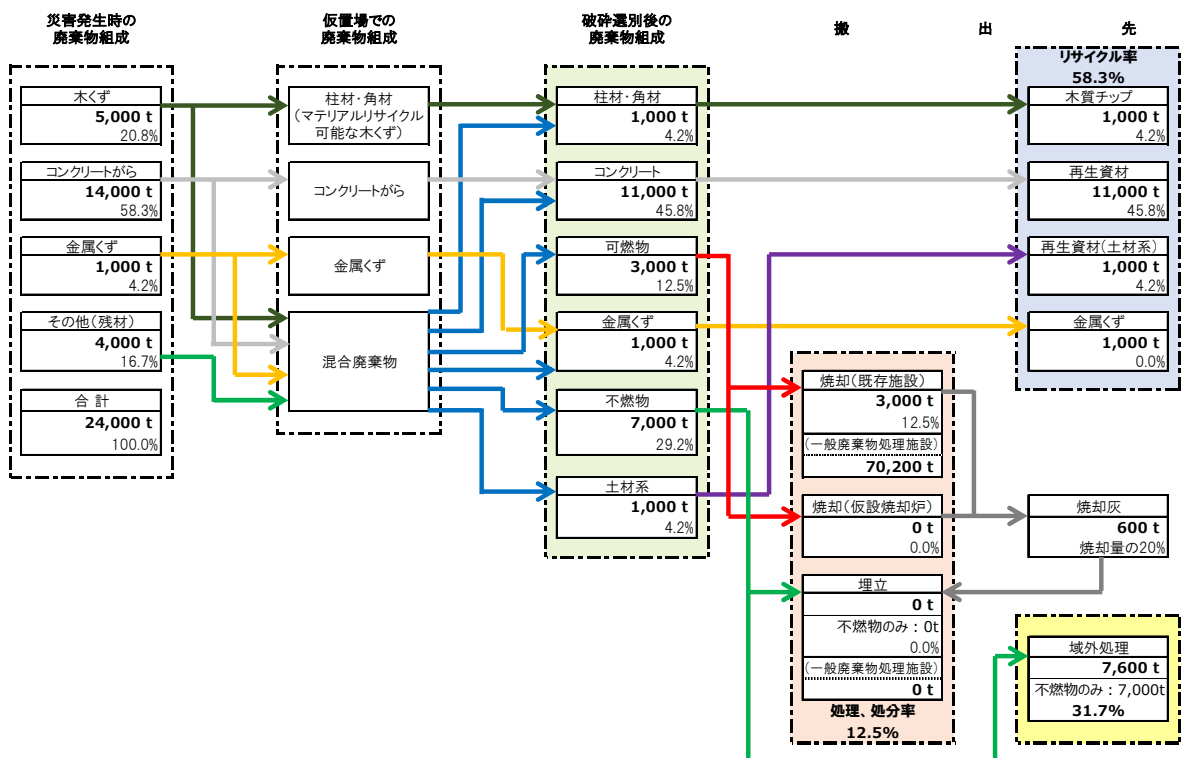 災害発生時の
廃棄物組成
仮置場での
廃棄物組成
破砕選別後の
廃棄物組成
搬 出 先
木くず
5,000 t
20.8%
コンクリートがら
14,000 t
58.3%
金属くず
1,000 t
4.2%
その他(残材)
4,000 t
16.7%
合 計
24,000 t
100.0%
柱材・角材
(マテリアルリサイクル
可能な木くず)
コンクリートがら
金属くず
混合廃棄物
柱材・角材
1,000 t
4.2%
コンクリート
11,000 t
45.8%
可燃物
3,000 t
12.5%
金属くず
1,000 t
4.2%
不燃物
7,000 t
29.2%
土材系
1,000 t
4.2%
焼却(既存施設)
3,000 t
12.5%
(一般廃棄物処理施設)
70,200 t
焼却(仮設焼却炉)
0 t
0.0%
埋立
0 t
不燃物のみ:0t
0.0%
(一般廃棄物処理施設)
0 t
処理、処分率
12.5%
リサイクル率
58.3%
木質チップ
1,000 t
4.2%
再生資材
11,000 t
45.8%
再生資材(土材系)
1,000 t
4.2%
金属くず
1,000 t
0.0%
焼却灰
600 t
焼却量の20%
域外処理
7,600 t
不燃物のみ:7,000t
31.7%